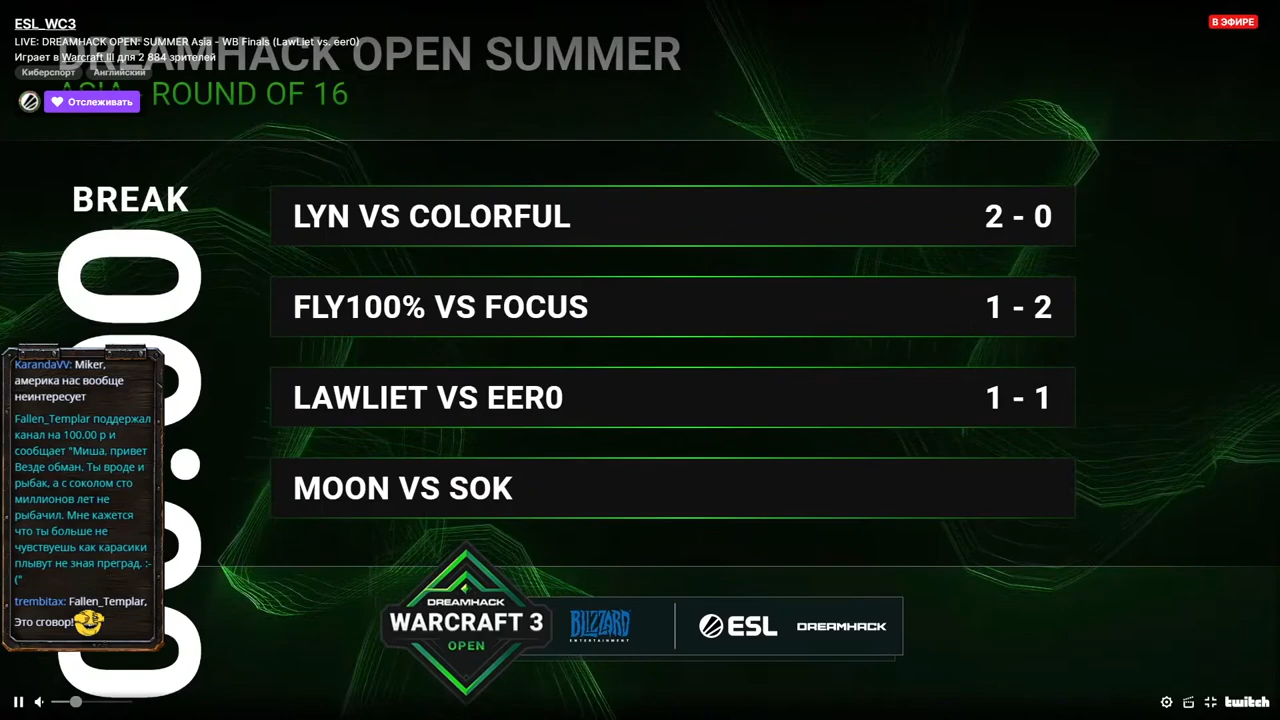 ESL_WC3
LIVE: DREAMHACK OPEN: SUMMER Asia - WB Finals (LawLiet vs. eer0)
Играет в Warcraft III для 2 884 зрителей
Киберспорт Английский
Отслеживать
В ЭФИРЕ
DREAMHACK OPEN SUMMER
ASIA - ROUND OF 16
BREAK
00:00
LYN VS COLORFUL 2 - 0
FLY100% VS FOCUS 1 - 2
LAWLIET VS EER0 1 - 1
MOON VS SOK
KarandaVV: Miker,
америка нас вообще
неинтересует
Fallen_Templar поддержал
канал на 100.00 р и
сообщает "Миша, привет
Везде обман. Ты вроде и
рыбак, а с соколом сто
миллионов лет не
рыбачил. Мне кажется
что ты больше не
чувствуешь как карасики
плывут не зная преград. :-
("
trembitax: Fallen_Templar,
Это сговор!
DREAMHACK
WARCRAFT 3
OPEN
BLIZZARD
ENTERTAINMENT
ESL
DREAMHACK
twitch